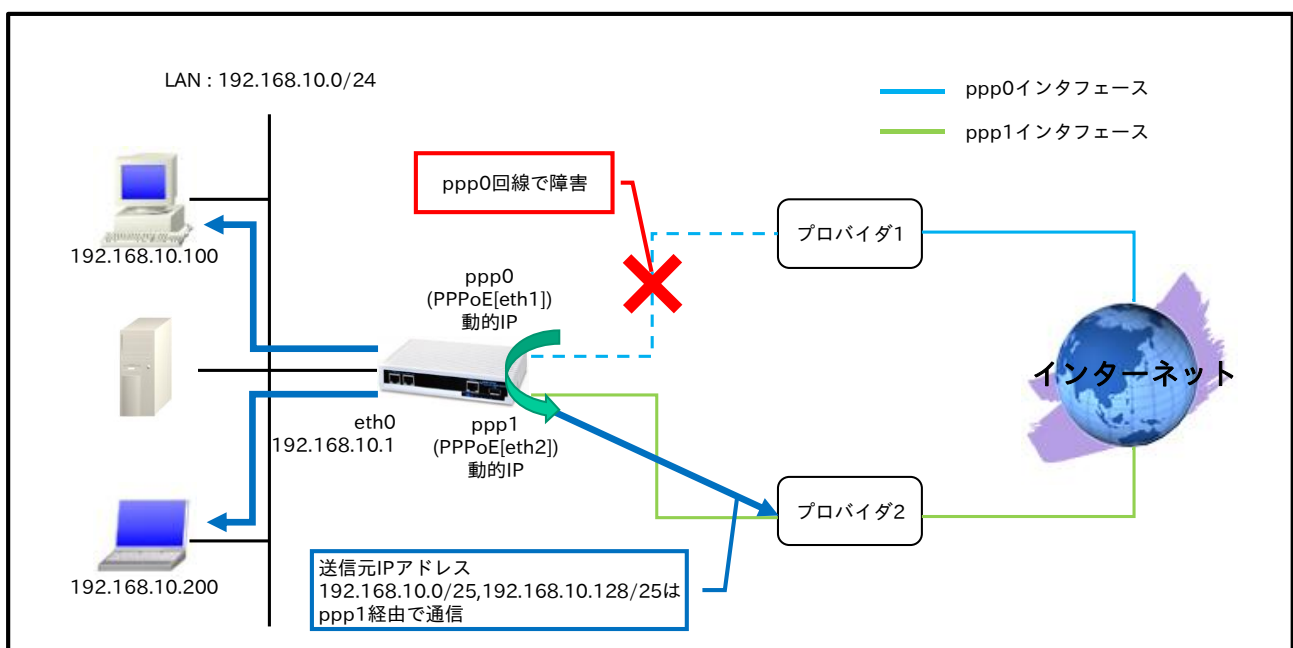 LAN : 192.168.10.0/24
ppp0インタフェース
ppp1インタフェース
ppp0回線で障害
プロバイダ1
192.168.10.100
ppp0
(PPPoE[eth1])
動的IP
インターネット
eth0
192.168.10.1
ppp1
(PPPoE[eth2])
動的IP
プロバイダ2
192.168.10.200
送信元IPアドレス
192.168.10.0/25,192.168.10.128/25は
ppp1経由で通信